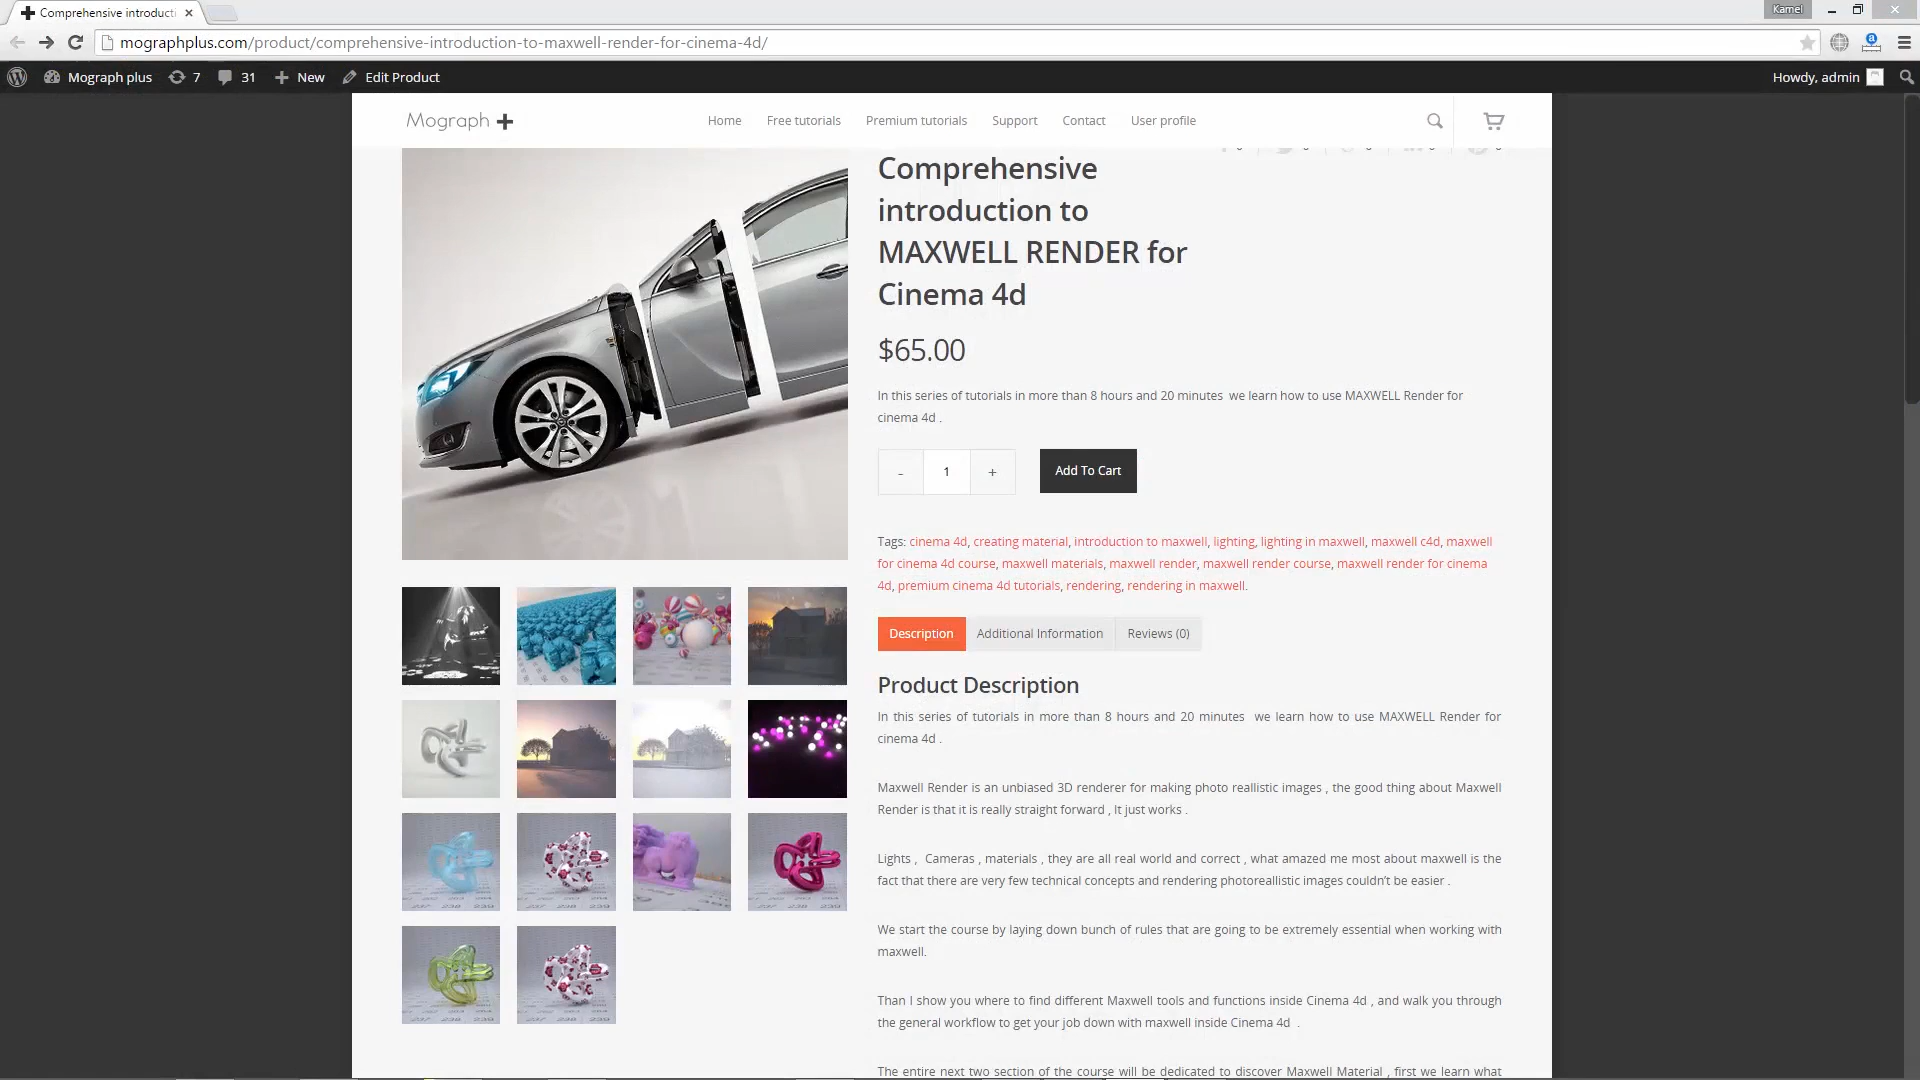 Comprehensive introducti
Kamel
mographplus.com/product/comprehensive-introduction-to-maxwell-render-for-cinema-4d/
Mograph plus 7 31 New Edit Product Howdy, admin
Mograph
Home Free tutorials Premium tutorials Support Contact User profile
Comprehensive
introduction to
MAXWELL RENDER for
Cinema 4d
$65.00
In this series of tutorials in more than 8 hours and 20 minutes we learn how to use MAXWELL Render for
cinema 4d .
- 1 + Add To Cart
Tags: cinema 4d, creating material, introduction to maxwell, lighting, lighting in maxwell, maxwell c4d, maxwell
for cinema 4d course, maxwell materials, maxwell render, maxwell render course, maxwell render for cinema
4d, premium cinema 4d tutorials, rendering, rendering in maxwell.
Description Additional Information Reviews (0)
Product Description
In this series of tutorials in more than 8 hours and 20 minutes we learn how to use MAXWELL Render for
cinema 4d .
Maxwell Render is an unbiased 3D renderer for making photo reallistic images , the good thing about Maxwell
Render is that it is really straight forward , It just works .
Lights , Cameras , materials , they are all real world and correct , what amazed me most about maxwell is the
fact that there are very few technical concepts and rendering photoreallistic images couldn't be easier .
We start the course by laying down bunch of rules that are going to be extremely essential when working with
maxwell.
Than I show you where to find different Maxwell tools and functions inside Cinema 4d , and walk you through
the general workflow to get your job down with maxwell inside Cinema 4d .
The entire next two section of the course will be dedicated to discover Maxwell Material , first we learn what